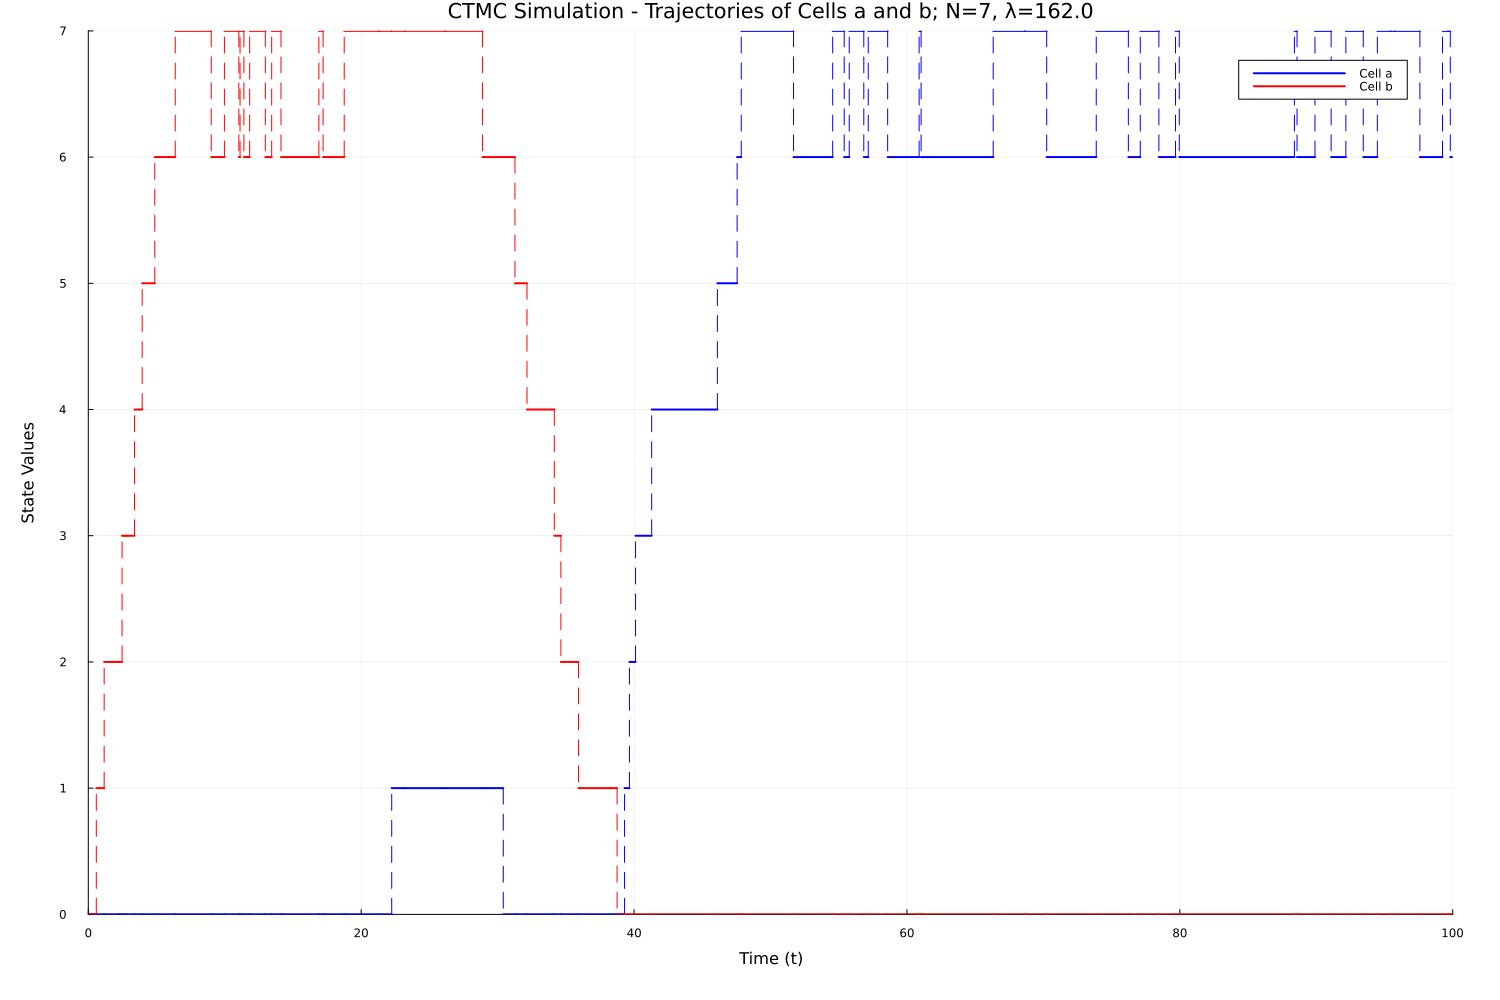 CTMC Simulation - Trajectories of Cells a and b; N=7, λ=162.0
7
6
5
4
3
2
1
0
State Values
Cell a
Cell b
0 20 40 60 80 100
Time (t)